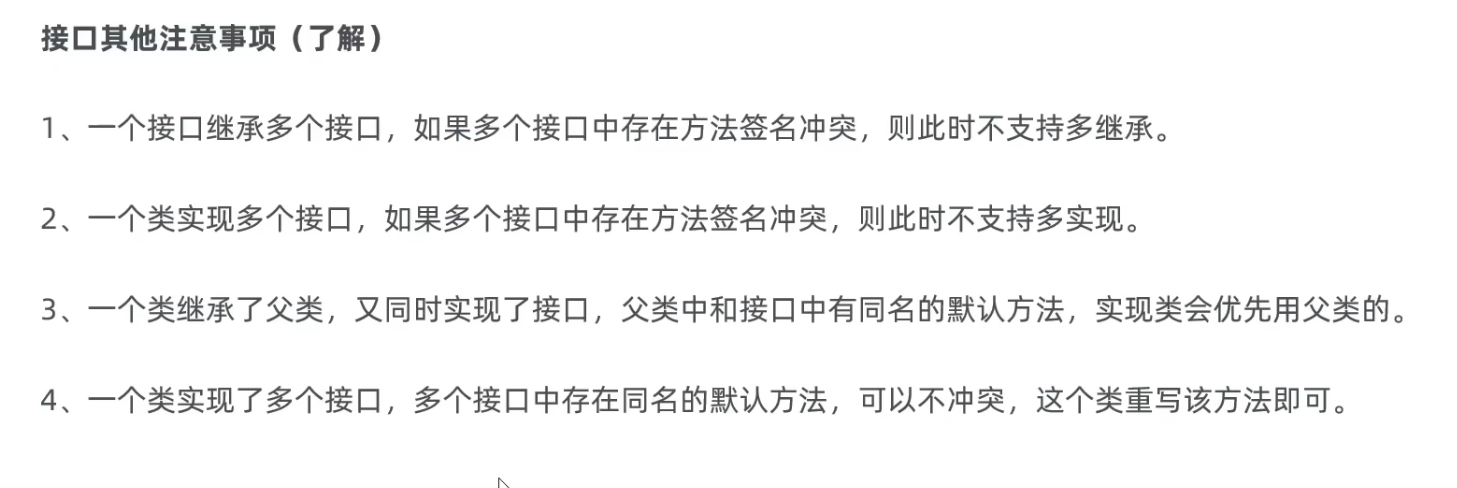 接口其他注意事项（了解）
1、一个接口继承多个接口，如果多个接口中存在方法签名冲突，则此时不支持多继承。
2、一个类实现多个接口，如果多个接口中存在方法签名冲突，则此时不支持多实现。
3、一个类继承了父类，又同时实现了接口，父类中和接口中有同名的默认方法，实现类会优先用父类的。
4、一个类实现了多个接口，多个接口中存在同名的默认方法，可以不冲突，这个类重写该方法即可。